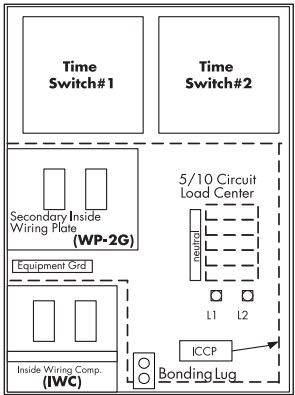 Time
Switch#1
Time
Switch#2
5/10 Circuit
Load Center
Secondary Inside
Wiring Plate
(WP-2G)
neutral
Equipment Grd
L1 L2
ICCP
Inside Wiring Comp.
(IWC)
Bonding Lug